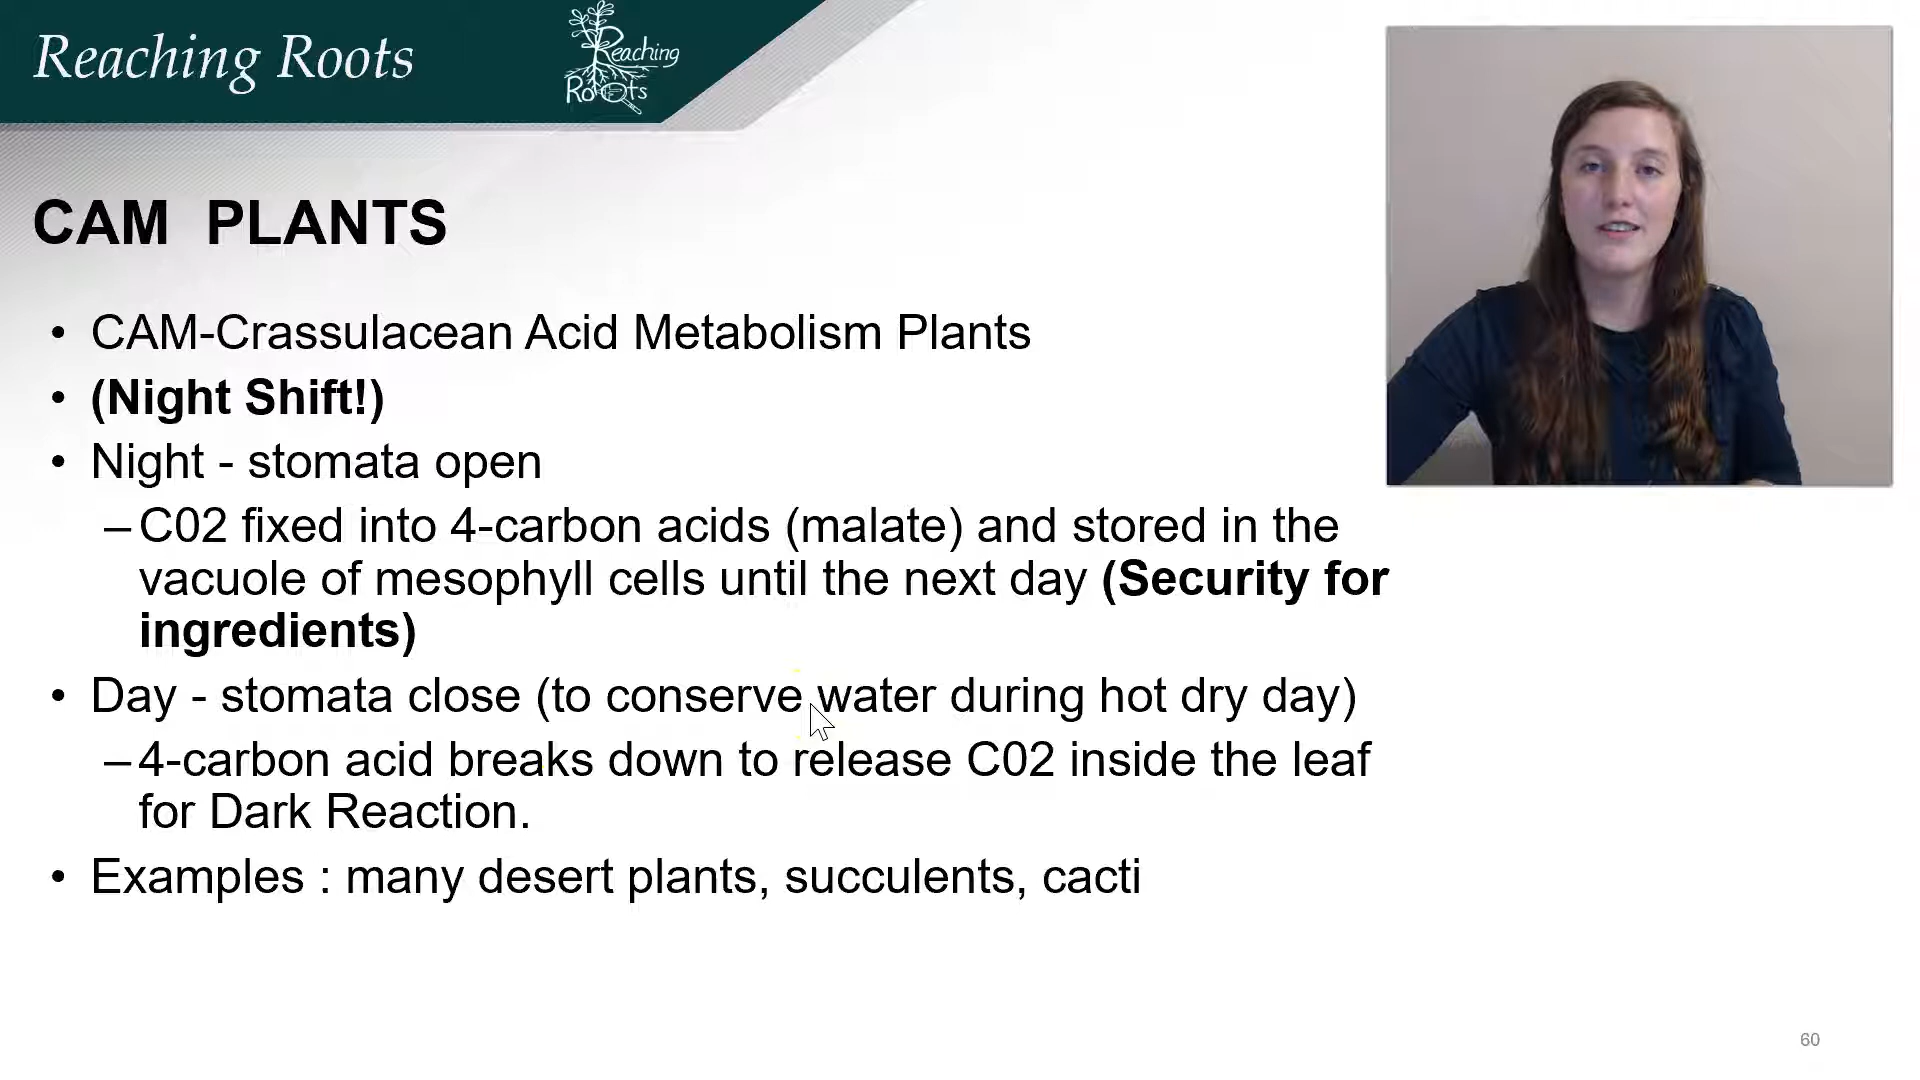 Reaching Roots
Reaching
Roots
CAM PLANTS
• CAM-Crassulacean Acid Metabolism Plants
• (Night Shift!)
• Night - stomata open
– C02 fixed into 4-carbon acids (malate) and stored in the
vacuole of mesophyll cells until the next day (Security for
ingredients)
• Day - stomata close (to conserve water during hot dry day)
– 4-carbon acid breaks down to release C02 inside the leaf
for Dark Reaction.
• Examples : many desert plants, succulents, cacti
60